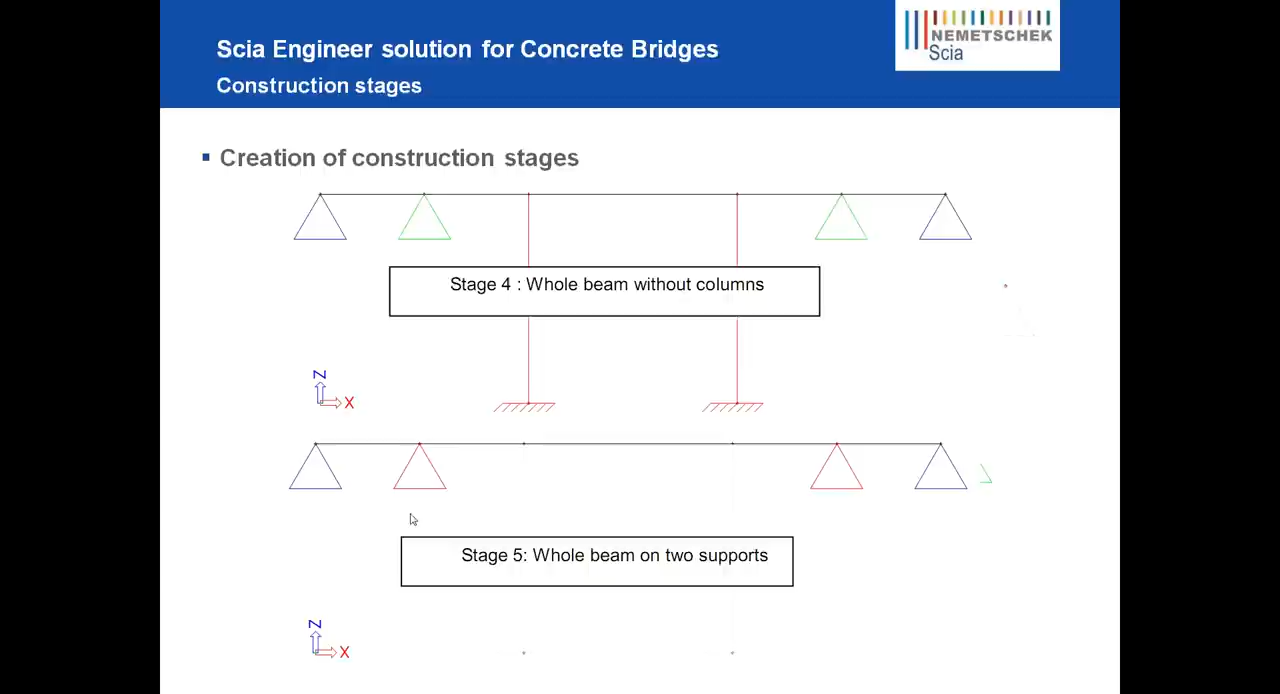 Scia Engineer solution for Concrete Bridges
Construction stages
NEMETSCHEK
Scia
Creation of construction stages
Stage 4 : Whole beam without columns
Z
X
Stage 5: Whole beam on two supports
Z
X